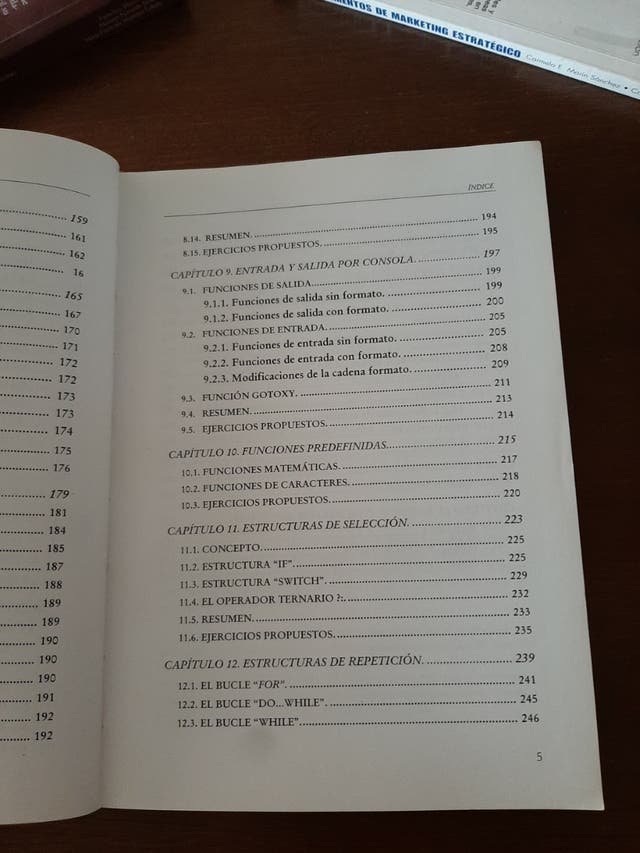 MENTOS DE MARKETING ESTRATÉGICO Carmelo F. Marín Sánchez •
159
161
162
16
165
167
170
171
172
172
173
173
174
175
176
179
181
184
185
187
188
189
189
190
190
190
191
192
192
ÍNDICE
8.14. RESUMEN. 194
8.15. EJERCICIOS PROPUESTOS. 195
CAPÍTULO 9. ENTRADA Y SALIDA POR CONSOLA. 197
9.1. FUNCIONES DE SALIDA. 199
9.1.1. Funciones de salida sin formato. 199
9.1.2. Funciones de salida con formato. 200
9.2. FUNCIONES DE ENTRADA. 205
9.2.1. Funciones de entrada sin formato. 205
9.2.2. Funciones de entrada con formato. 208
9.2.3. Modificaciones de la cadena formato. 209
9.3. FUNCIÓN GOTOXY. 211
9.4. RESUMEN. 213
9.5. EJERCICIOS PROPUESTOS. 214
CAPÍTULO 10. FUNCIONES PREDEFINIDAS. 215
10.1. FUNCIONES MATEMÁTICAS. 217
10.2. FUNCIONES DE CARACTERES. 218
10.3. EJERCICIOS PROPUESTOS. 220
CAPÍTULO 11. ESTRUCTURAS DE SELECCIÓN. 223
11.1. CONCEPTO. 225
11.2. ESTRUCTURA “IF”. 225
11.3. ESTRUCTURA “SWITCH”. 229
11.4. EL OPERADOR TERNARIO ?:. 232
11.5. RESUMEN. 233
11.6. EJERCICIOS PROPUESTOS. 235
CAPÍTULO 12. ESTRUCTURAS DE REPETICIÓN. 239
12.1. EL BUCLE “FOR”. 241
12.2. EL BUCLE “DO...WHILE”. 245
12.3. EL BUCLE “WHILE”. 246
5